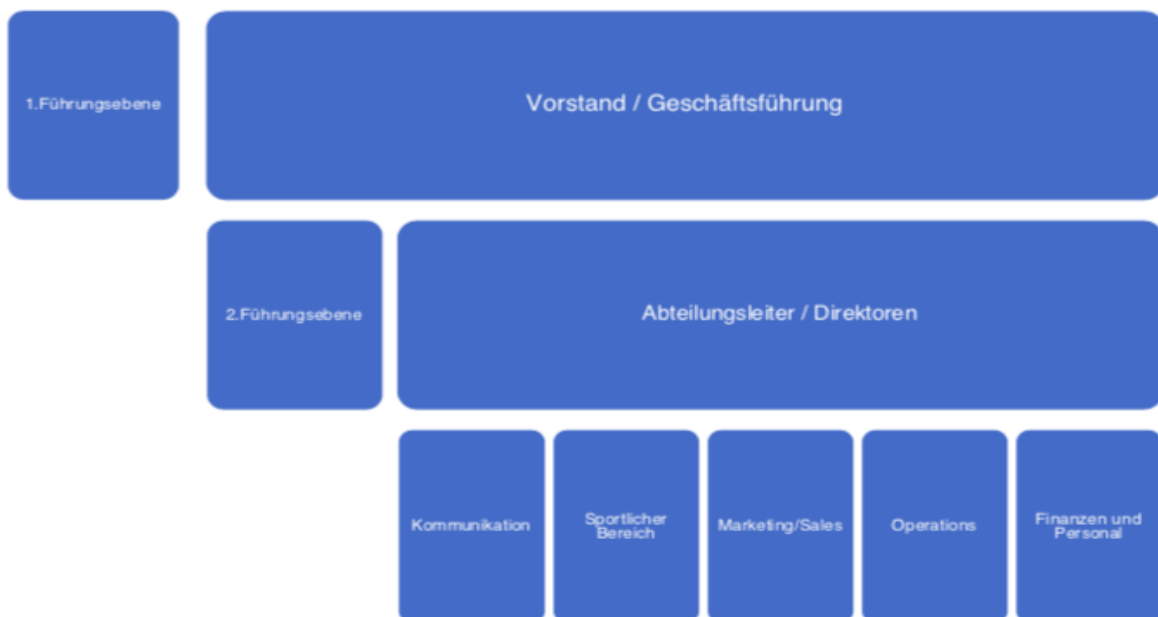 1.Führungsebene
Vorstand / Geschäftsführung
2.Führungsebene
Abteilungsleiter / Direktoren
Kommunikation
Sportlicher
Bereich
Marketing/Sales
Operations
Finanzen und
Personal